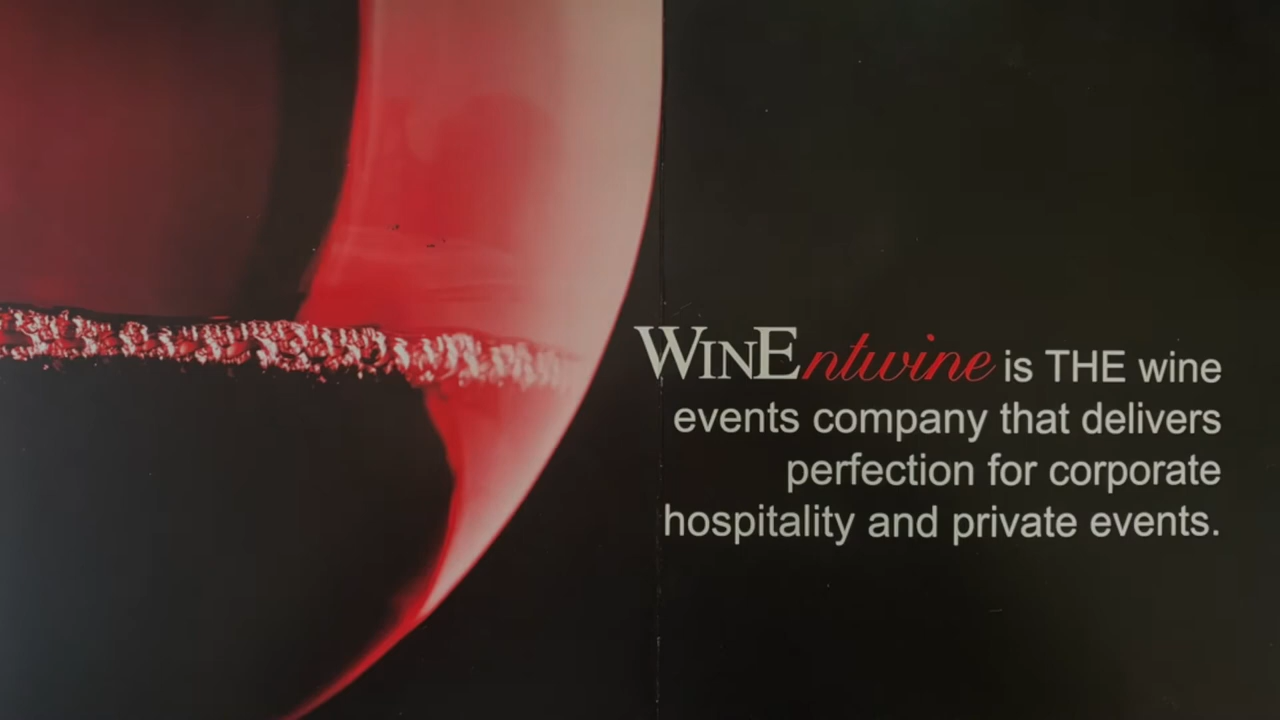 WINEntwine is THE wine
events company that delivers
perfection for corporate
hospitality and private events.